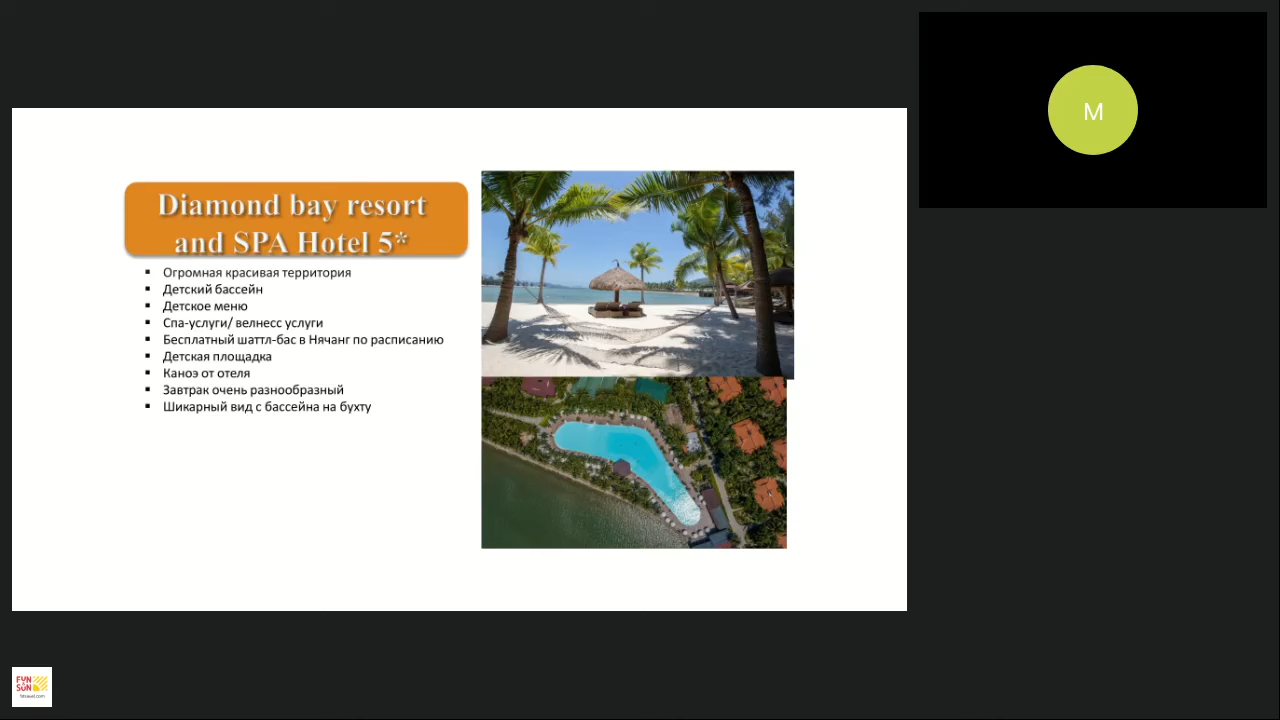 M
Diamond bay resort
and SPA Hotel 5*
▪ Огромная красивая территория
▪ Детский бассейн
▪ Детское меню
▪ Спа-услуги/ велнесс услуги
▪ Бесплатный шаттл-бас в Нячанг по расписанию
▪ Детская площадка
▪ Каноэ от отеля
▪ Завтрак очень разнообразный
▪ Шикарный вид с бассейна на бухту
FUN
&SUN